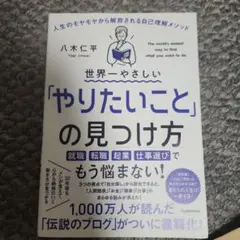 人生のモヤモヤから解放される自己理解メソッド
八木仁平
Yagi Jimpei
The world's easiest
way to find
what you want to do
世界一やさしい
「やりたいこと」
の見つけ方
就職 転職 起業 仕事選びで
もう悩まない!
1,000万人が読んだ
「伝説のブログ」がついに書籍化!